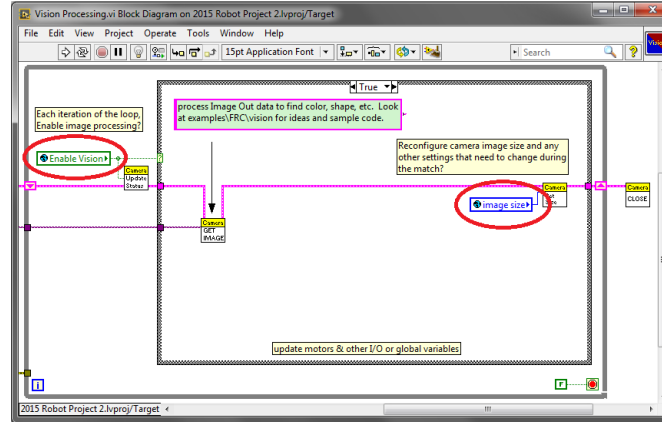 Vision Processing.vi Block Diagram on 2015 Robot Project 2.lvproj/Target
File Edit View Project Operate Tools Window Help
15pt Application Font
Search
?
True
process Image Out data to find color, shape, etc. Look
at examples\FRC\vision for ideas and sample code.
Each iteration of the loop,
Enable image processing?
Reconfigure camera image size and any
other settings that need to change during
the match?
Enable Vision
?
Camera
Update
Status
Camera
GET
IMAGE
image size
Camera
Size
Camera
CLOSE
update motors & other I/O or global variables
i
2015 Robot Project 2.lvproj/Target